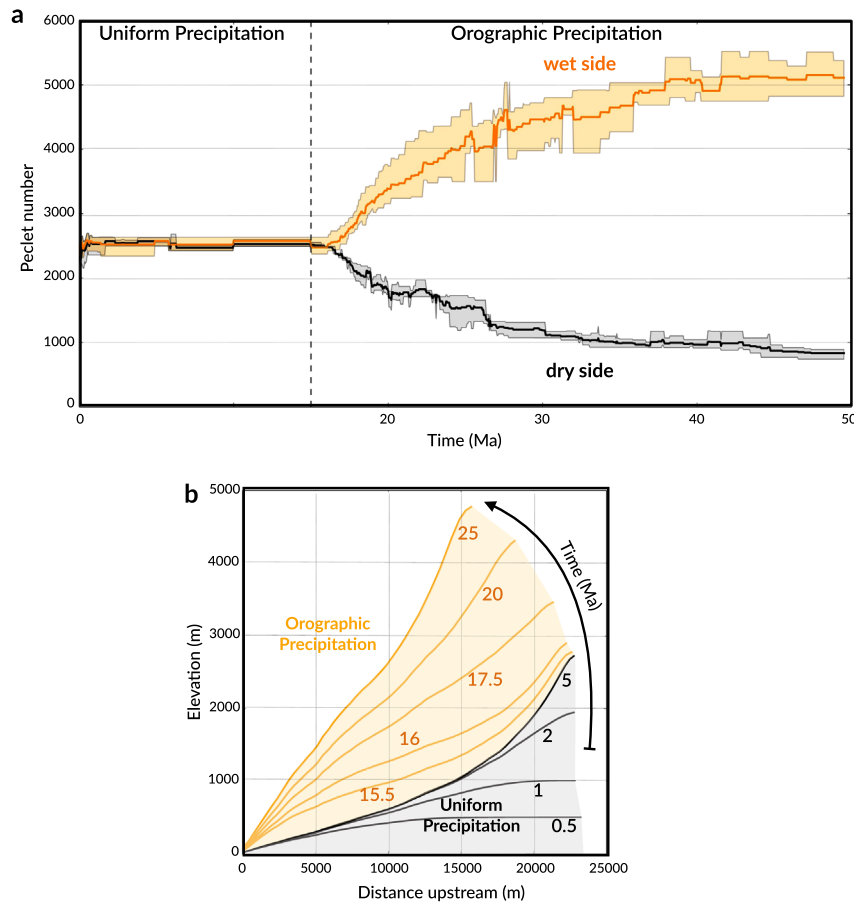 a
Uniform Precipitation
Orographic Precipitation
wet side
dry side
Peclet number
6000
5000
4000
3000
2000
1000
0
0
20
30
40
50
Time (Ma)
b
Elevation (m)
5000
4000
3000
2000
1000
0
25
20
17.5
16
15.5
5
2
1
0.5
Time (Ma)
Orographic
Precipitation
Uniform
Precipitation
0
5000
10000
15000
20000
25000
Distance upstream (m)